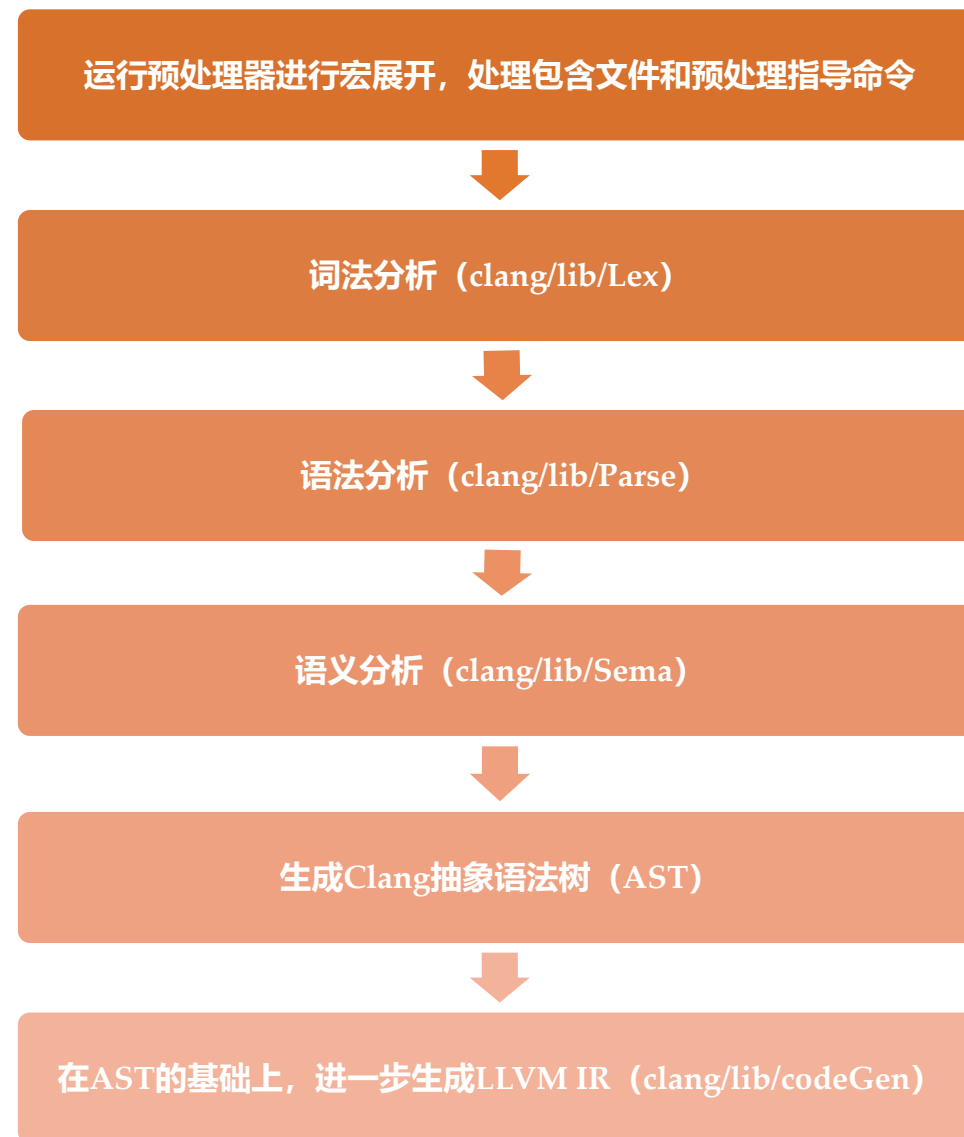 运行预处理器进行宏展开，处理包含文件和预处理指导命令
词法分析（clang/lib/Lex）
语法分析（clang/lib/Parse）
语义分析（clang/lib/Sema）
生成Clang抽象语法树（AST）
在AST的基础上，进一步生成LLVM IR（clang/lib/codeGen）